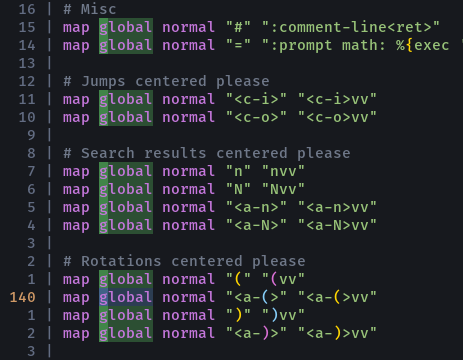 16 | # Misc
15 | map global normal "#" ":comment-line<ret>"
14 | map global normal "=" ":prompt math: %{exec
13 |
12 | # Jumps centered please
11 | map global normal "<c-i>" "<c-i>vv"
10 | map global normal "<c-o>" "<c-o>vv"
9 |
8 | # Search results centered please
7 | map global normal "n" "nvv"
6 | map global normal "N" "Nvv"
5 | map global normal "<a-n>" "<a-n>vv"
4 | map global normal "<a-N>" "<a-N>vv"
3 |
2 | # Rotations centered please
1 | map global normal "(" "(vv"
140 | map global normal "<a-(>" "<a-(>vv"
1 | map global normal ")" ")vv"
2 | map global normal "<a-)>" "<a-)>vv"
3 |